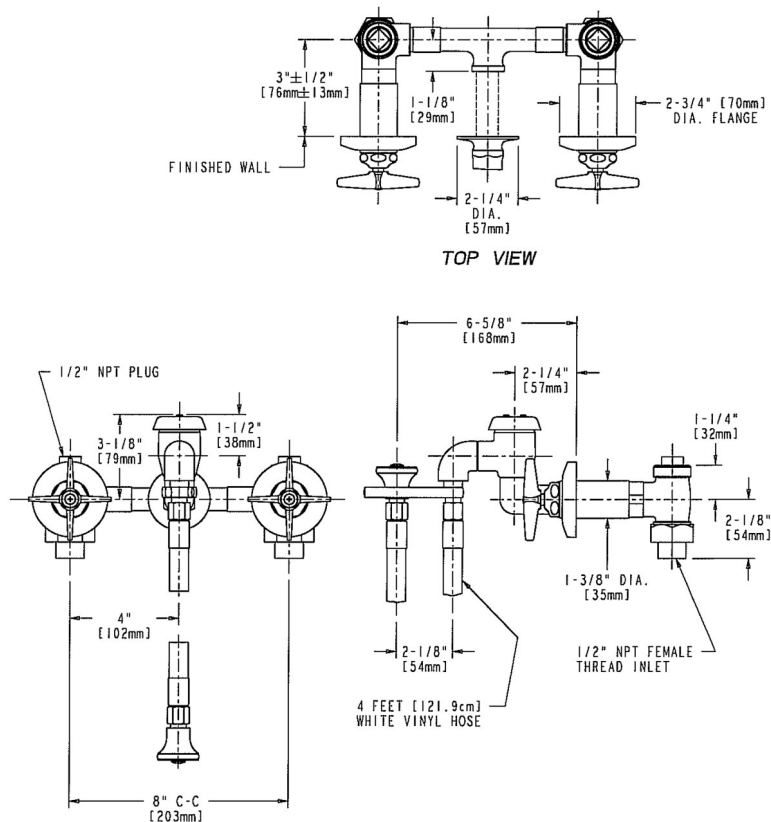 3"±1/2"
[76mm±13mm]
1-1/8"
[29mm]
2-3/4" [70mm]
DIA. FLANGE
FINISHED WALL
2-1/4"
DIA.
[57mm]
TOP VIEW
6-5/8"
[168mm]
1/2" NPT PLUG
2-1/4"
[57mm]
3-1/8"
[79mm]
1-1/2"
[38mm]
1-1/4"
[32mm]
2-1/8"
[54mm]
1-3/8" DIA.
[35mm]
4"
[102mm]
2-1/8"
[54mm]
1/2" NPT FEMALE
THREAD INLET
4 FEET [121.9cm]
WHITE VINYL HOSE
8" C-C
[203mm]